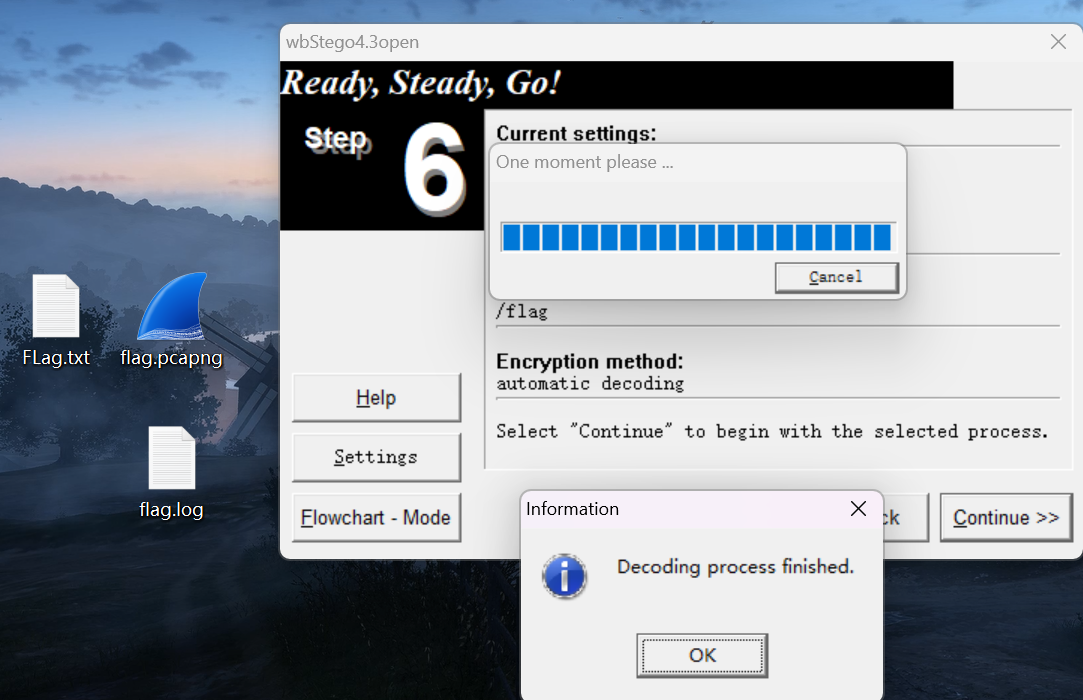 wbStego4.3open
Ready, Steady, Go!
Step 6
Current settings:
One moment please ...
Cancel
/flag
Encryption method:
automatic decoding
Select "Continue" to begin with the selected process.
Help
Settings
Flowchart - Mode
Continue >>
Information
Decoding process finished.
OK
FLag.txt
flag.pcapng
flag.log